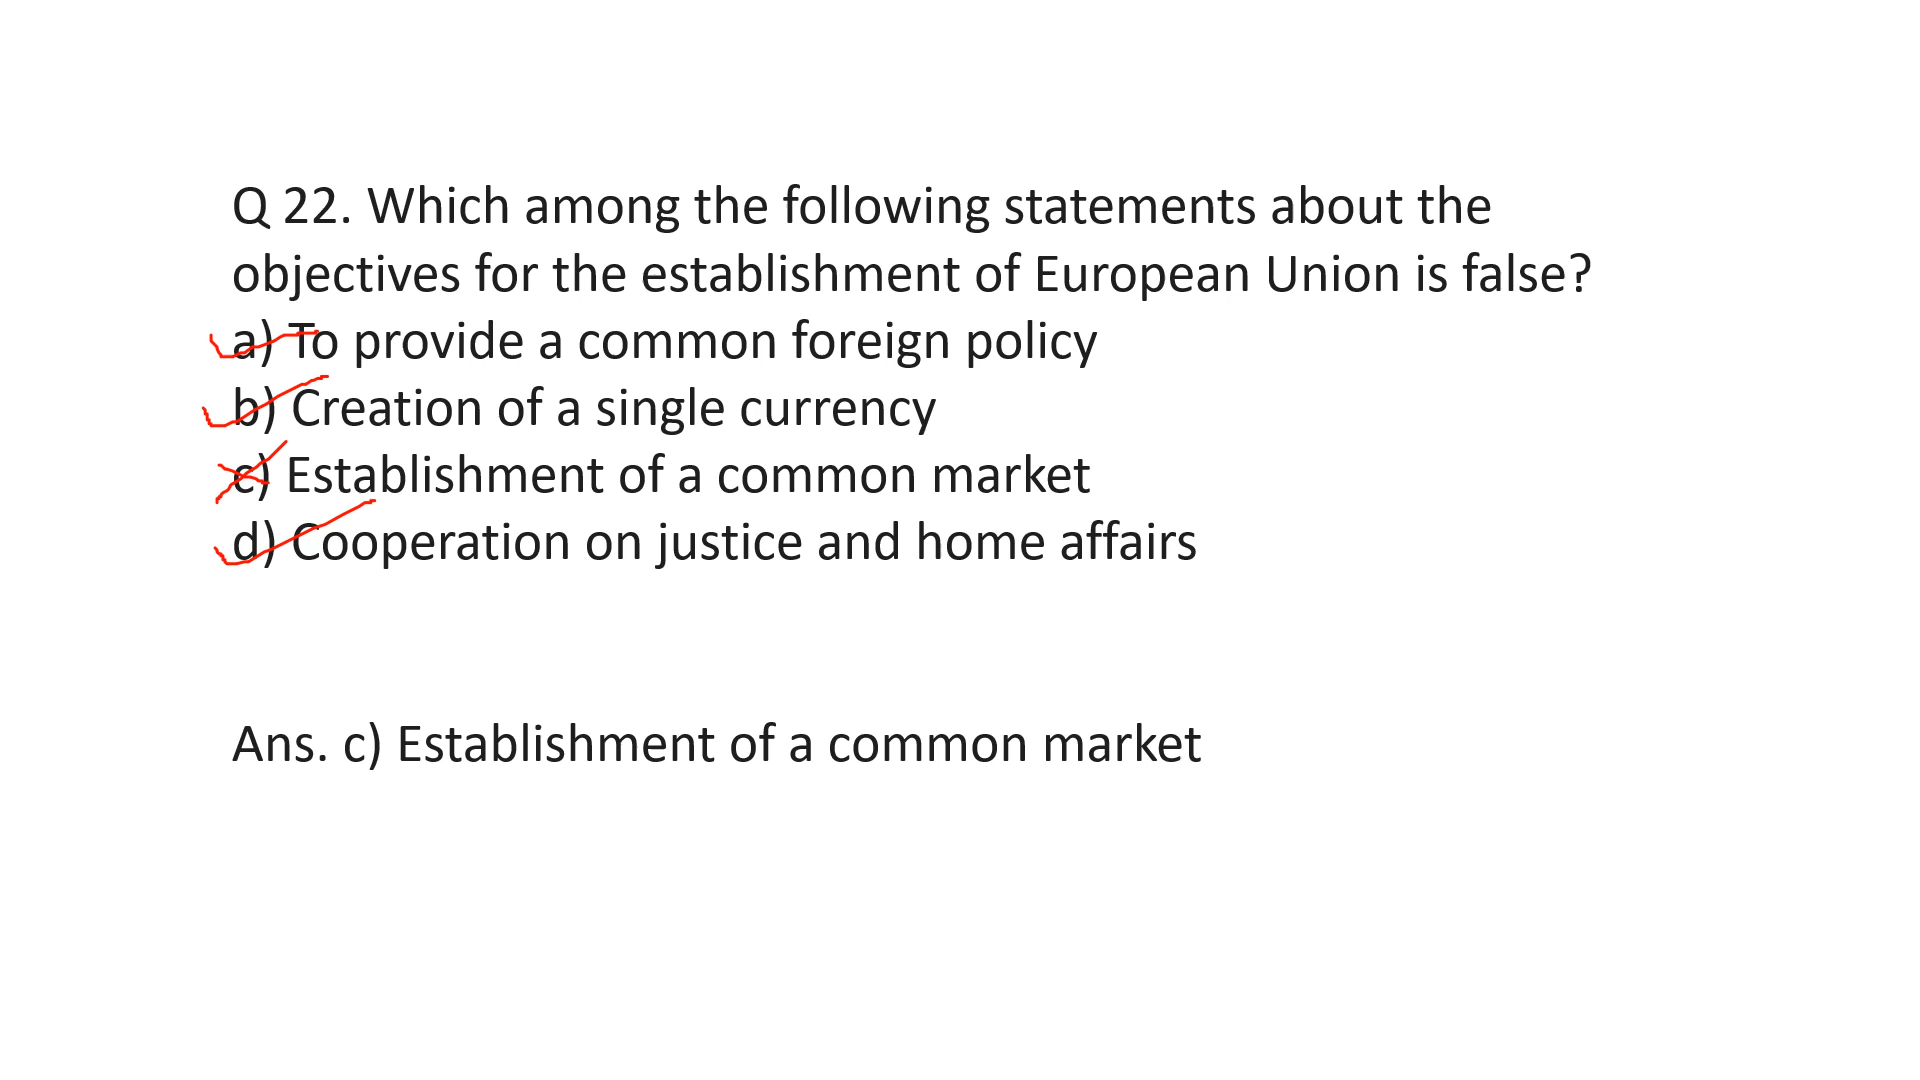 Q 22. Which among the following statements about the
objectives for the establishment of European Union is false?
a) To provide a common foreign policy
b) Creation of a single currency
c) Establishment of a common market
d) Cooperation on justice and home affairs
Ans. c) Establishment of a common market